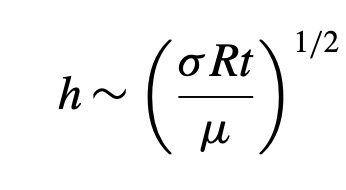 h ∼ (σRt / μ)^{1/2}